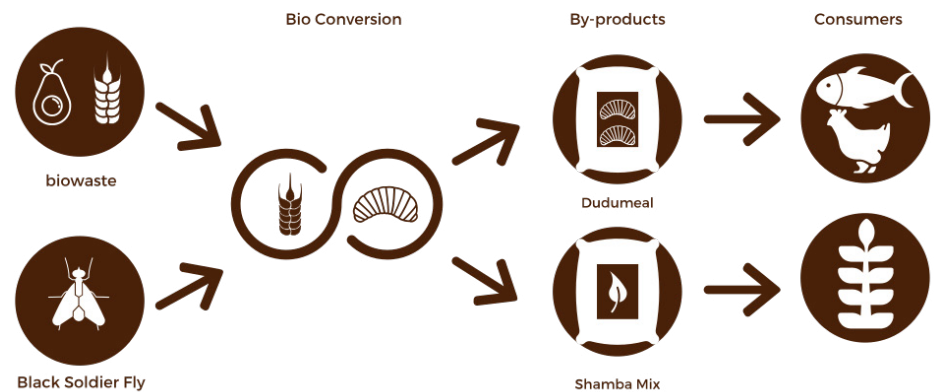 Bio Conversion
By-products
Consumers
biowaste
Dudumeal
Black Soldier Fly
Shamba Mix